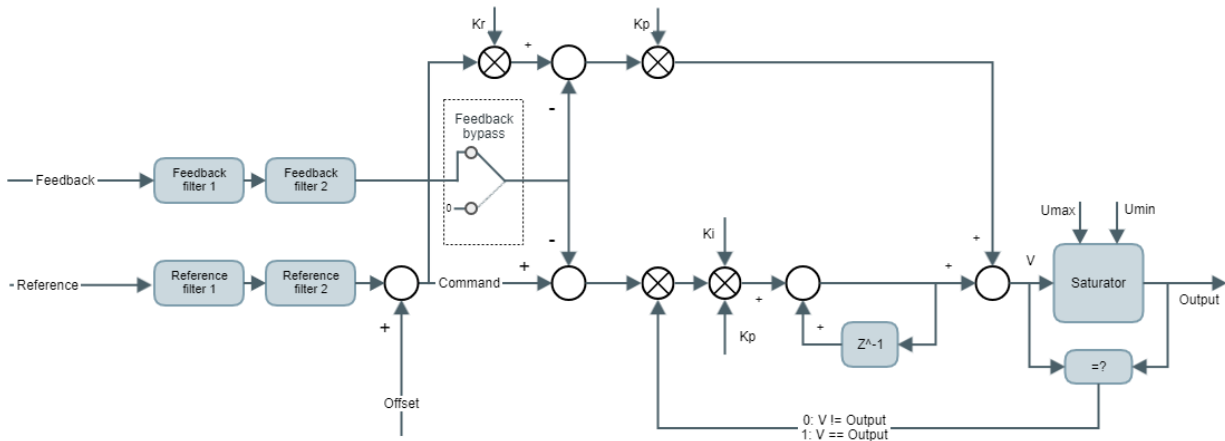 Kr
Kp
+
-
Feedback
bypass
Feedback
Feedback
filter 1
Feedback
filter 2
0
-
Umax
Umin
Ki
+
V
Reference
Reference
filter 1
Reference
filter 2
Command
+
+
+
Saturator
Output
+
+
Kp
Z^-1
=?
Offset
0: V != Output
1: V == Output